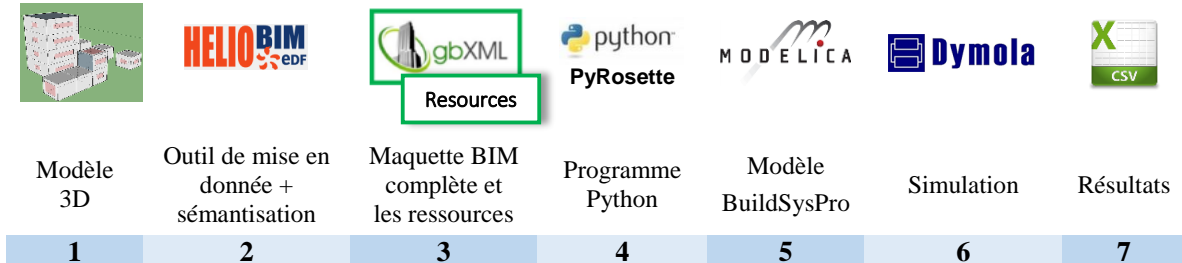 HELIOBIM
EDF
gbXML
Resources
python
PyRosette
MODELICA
Dymola
X
CSV
Modèle
3D
Outil de mise en
donnée +
sémantisation
Maquette BIM
complète et
les ressources
Programme
Python
Modèle
BuildSysPro
Simulation
Résultats
1 2 3 4 5 6 7